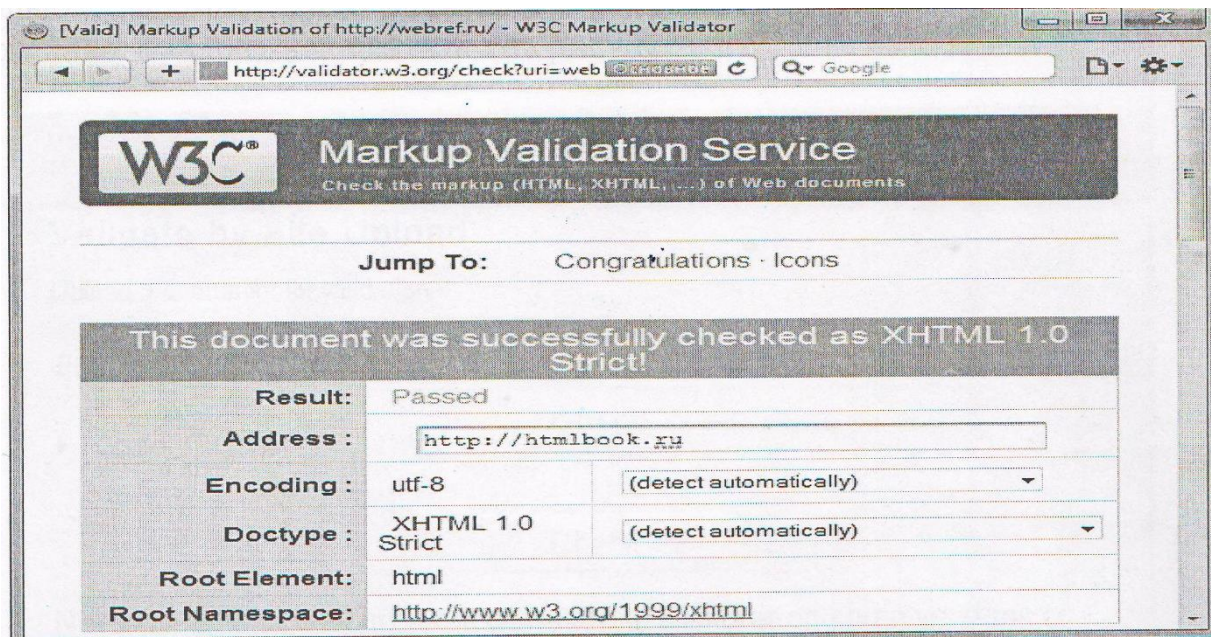 [Valid] Markup Validation of http://webref.ru/ - W3C Markup Validator
http://validator.w3.org/check?uri=web
Google
W3C®
Markup Validation Service
Check the markup (HTML, XHTML, ...) of Web documents
Jump To: Congratulations · Icons
This document was successfully checked as XHTML 1.0
Strict!
Result: Passed
Address : http://htmlbook.ru
Encoding : utf-8 (detect automatically)
Doctype : XHTML 1.0 Strict (detect automatically)
Root Element: html
Root Namespace: http://www.w3.org/1999/xhtml